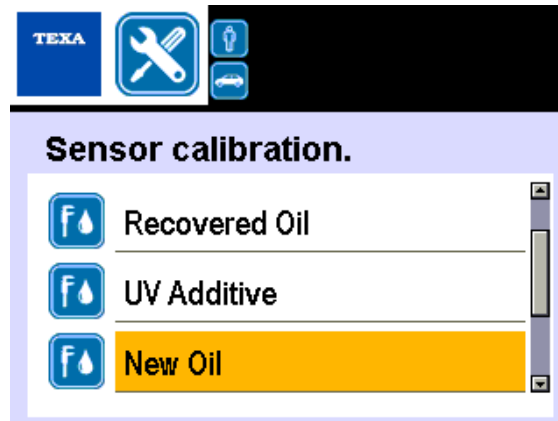 TEXA
Sensor calibration.
Recovered Oil
UV Additive
New Oil